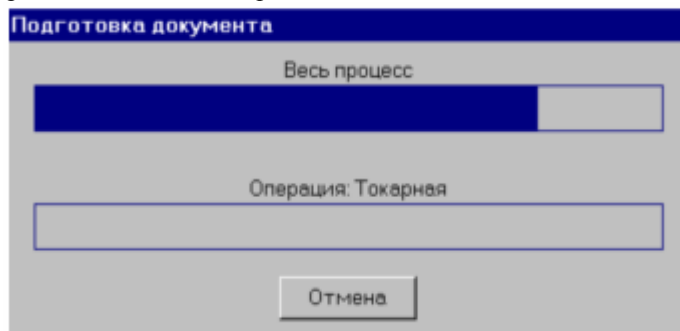 Подготовка документа
Весь процесс
Операция: Токарная
Отмена